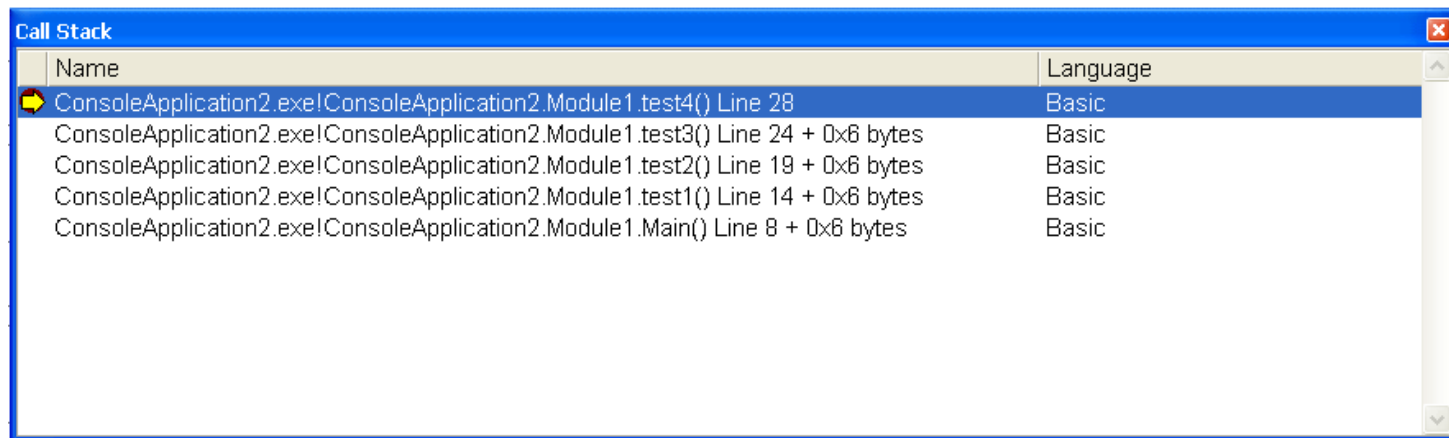 Call Stack
Name Language
ConsoleApplication2.exe!ConsoleApplication2.Module1.test4() Line 28 Basic
ConsoleApplication2.exe!ConsoleApplication2.Module1.test3() Line 24 + 0x6 bytes Basic
ConsoleApplication2.exe!ConsoleApplication2.Module1.test2() Line 19 + 0x6 bytes Basic
ConsoleApplication2.exe!ConsoleApplication2.Module1.test1() Line 14 + 0x6 bytes Basic
ConsoleApplication2.exe!ConsoleApplication2.Module1.Main() Line 8 + 0x6 bytes Basic